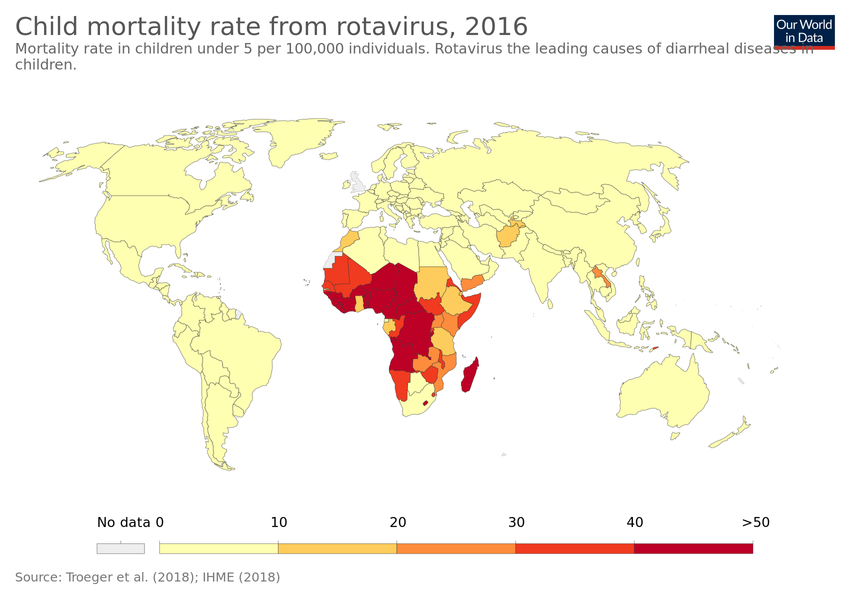 Child mortality rate from rotavirus, 2016
Our World
in Data
Mortality rate in children under 5 per 100,000 individuals. Rotavirus the leading causes of diarrheal diseases in
children.
No data 0 10 20 30 40 >50
Source: Troeger et al. (2018); IHME (2018)